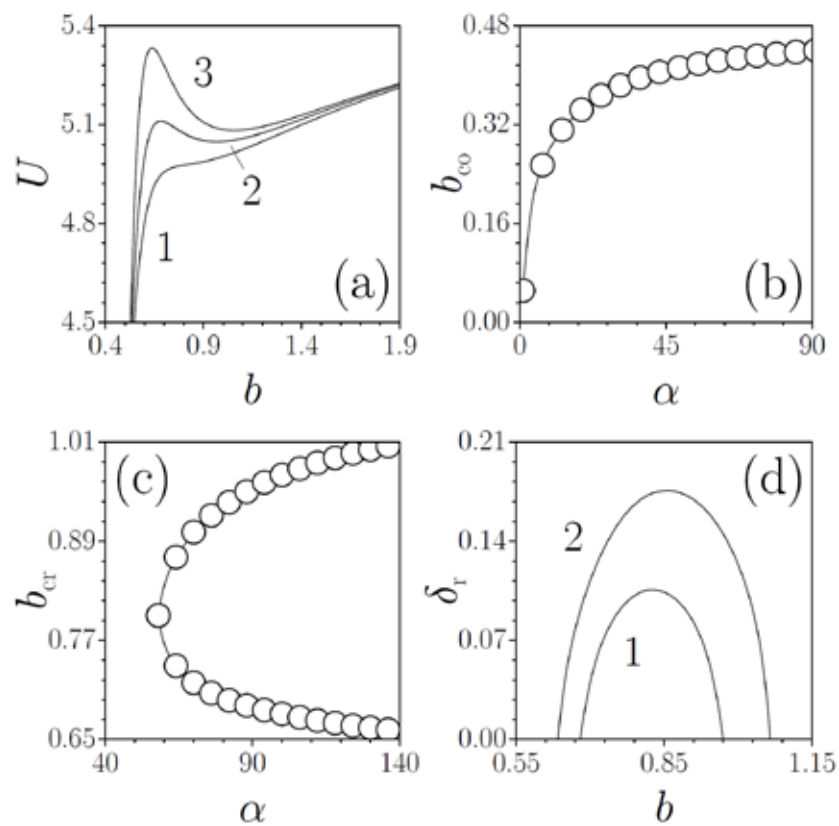 5.4
5.1
4.8
4.5
U
3
2
1
(a)
0.4 0.9 1.4 1.9
b
0.48
0.32
0.16
0.00
b_co
(b)
0 45 90
α
1.01
0.89
0.77
0.65
b_cr
(c)
40 90 140
α
0.21
0.14
0.07
0.00
δ_r
(d)
2
1
0.55 0.85 1.15
b